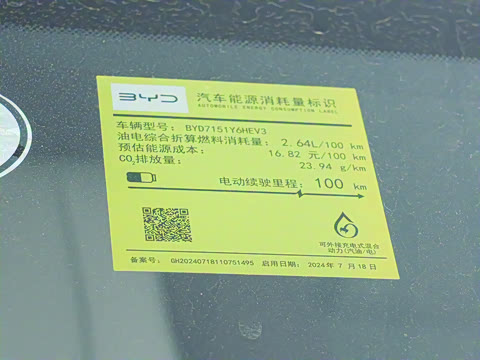 BYD 汽车能源消耗量标识
AUTOMOBILE ENERGY CONSUMPTION LABEL
车辆型号： BYD7151Y6HEV3
油电综合折算燃料消耗量： 2.64L/100 km
预估能源成本： 16.82 元/100 km
CO2排放量： 23.94 g/km
电动续驶里程：100 km
可外接充电式混合
动力(汽油/电)
备案号： GH20240718110751495 启用日期： 2024年 7 月 18 日